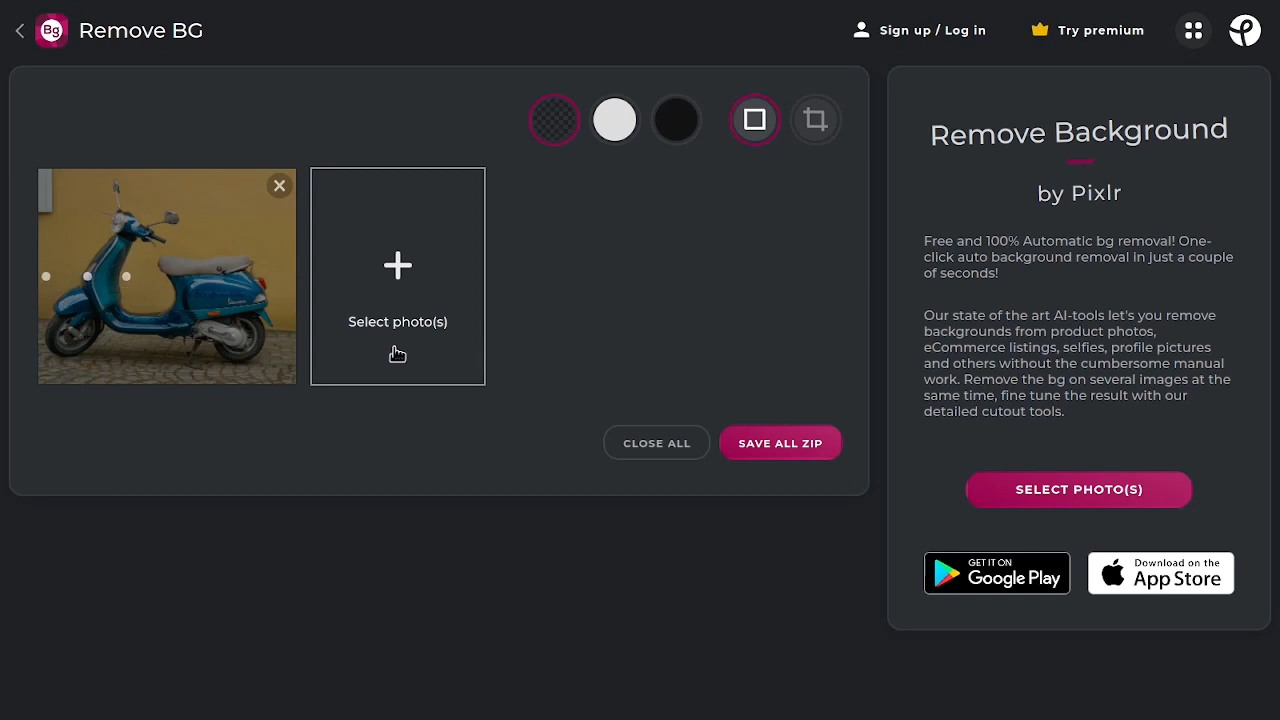 Bg
Remove BG
Sign up / Log in
Try premium
Select photo(s)
CLOSE ALL
SAVE ALL ZIP
Remove Background
by Pixlr
Free and 100% Automatic bg removal! One-
click auto background removal in just a couple
of seconds!
Our state of the art AI-tools let's you remove
backgrounds from product photos,
eCommerce listings, selfies, profile pictures
and others without the cumbersome manual
work. Remove the bg on several images at the
same time, fine tune the result with our
detailed cutout tools.
SELECT PHOTO(S)
GET IT ON
Google Play
Download on the
App Store